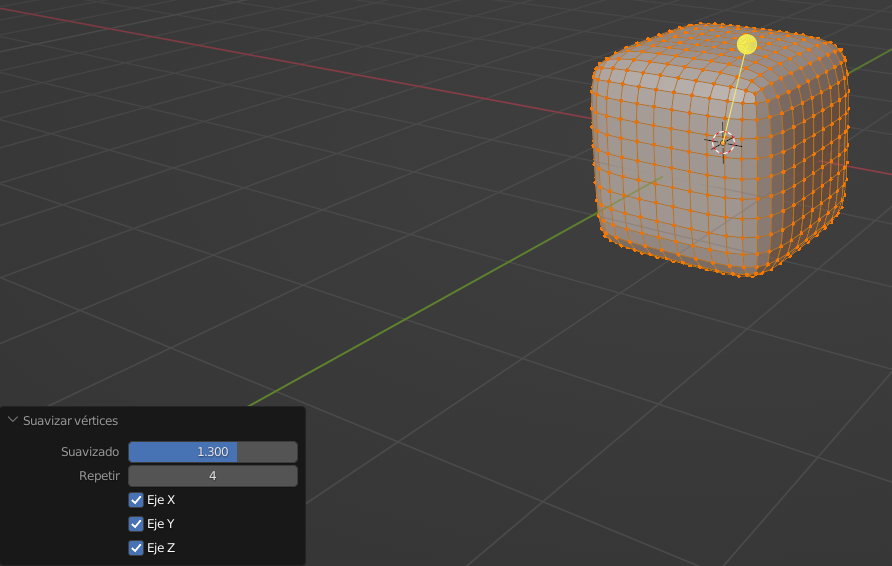 Suavizar vértices
Suavizado 1.300
Repetir 4
Eje X
Eje Y
Eje Z